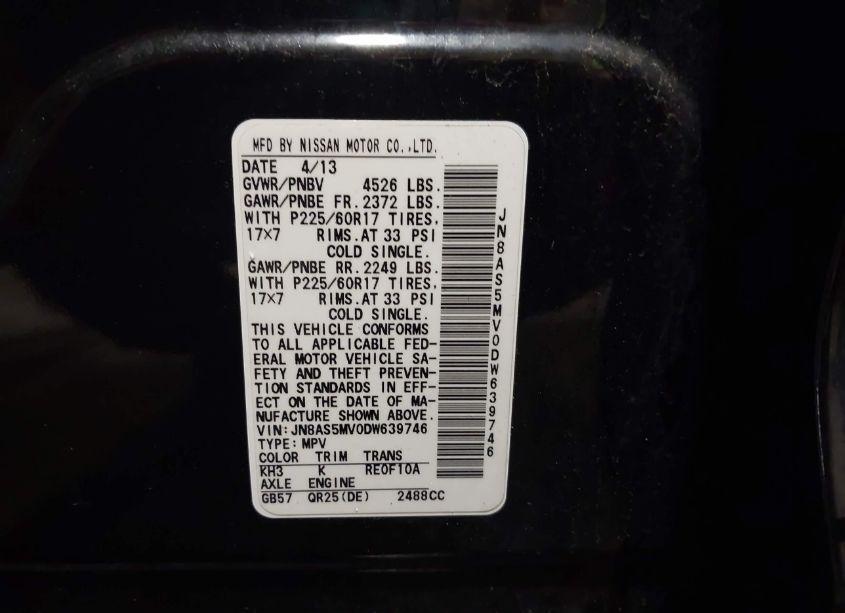 MFD BY NISSAN MOTOR CO.,LTD.
DATE 4/13
GVWR/PNBV 4526 LBS.
GAWR/PNBE FR. 2372 LBS.
WITH P225/60R17 TIRES,
17×7 RIMS.AT 33 PSI
COLD SINGLE.
GAWR/PNBE RR. 2249 LBS.
WITH P225/60R17 TIRES,
17×7 RIMS.AT 33 PSI
COLD SINGLE.
THIS VEHICLE CONFORMS
TO ALL APPLICABLE FED-
ERAL MOTOR VEHICLE SA-
FETY AND THEFT PREVEN-
TION STANDARDS IN EFF-
ECT ON THE DATE OF MA-
NUFACTURE SHOWN ABOVE.
VIN:JN8AS5MV0DW639746
TYPE:MPV
COLOR TRIM TRANS
KH3 K RE0F10A
AXLE ENGINE
GB57 QR25(DE) 2488CC
JN8AS5MV0DW639746